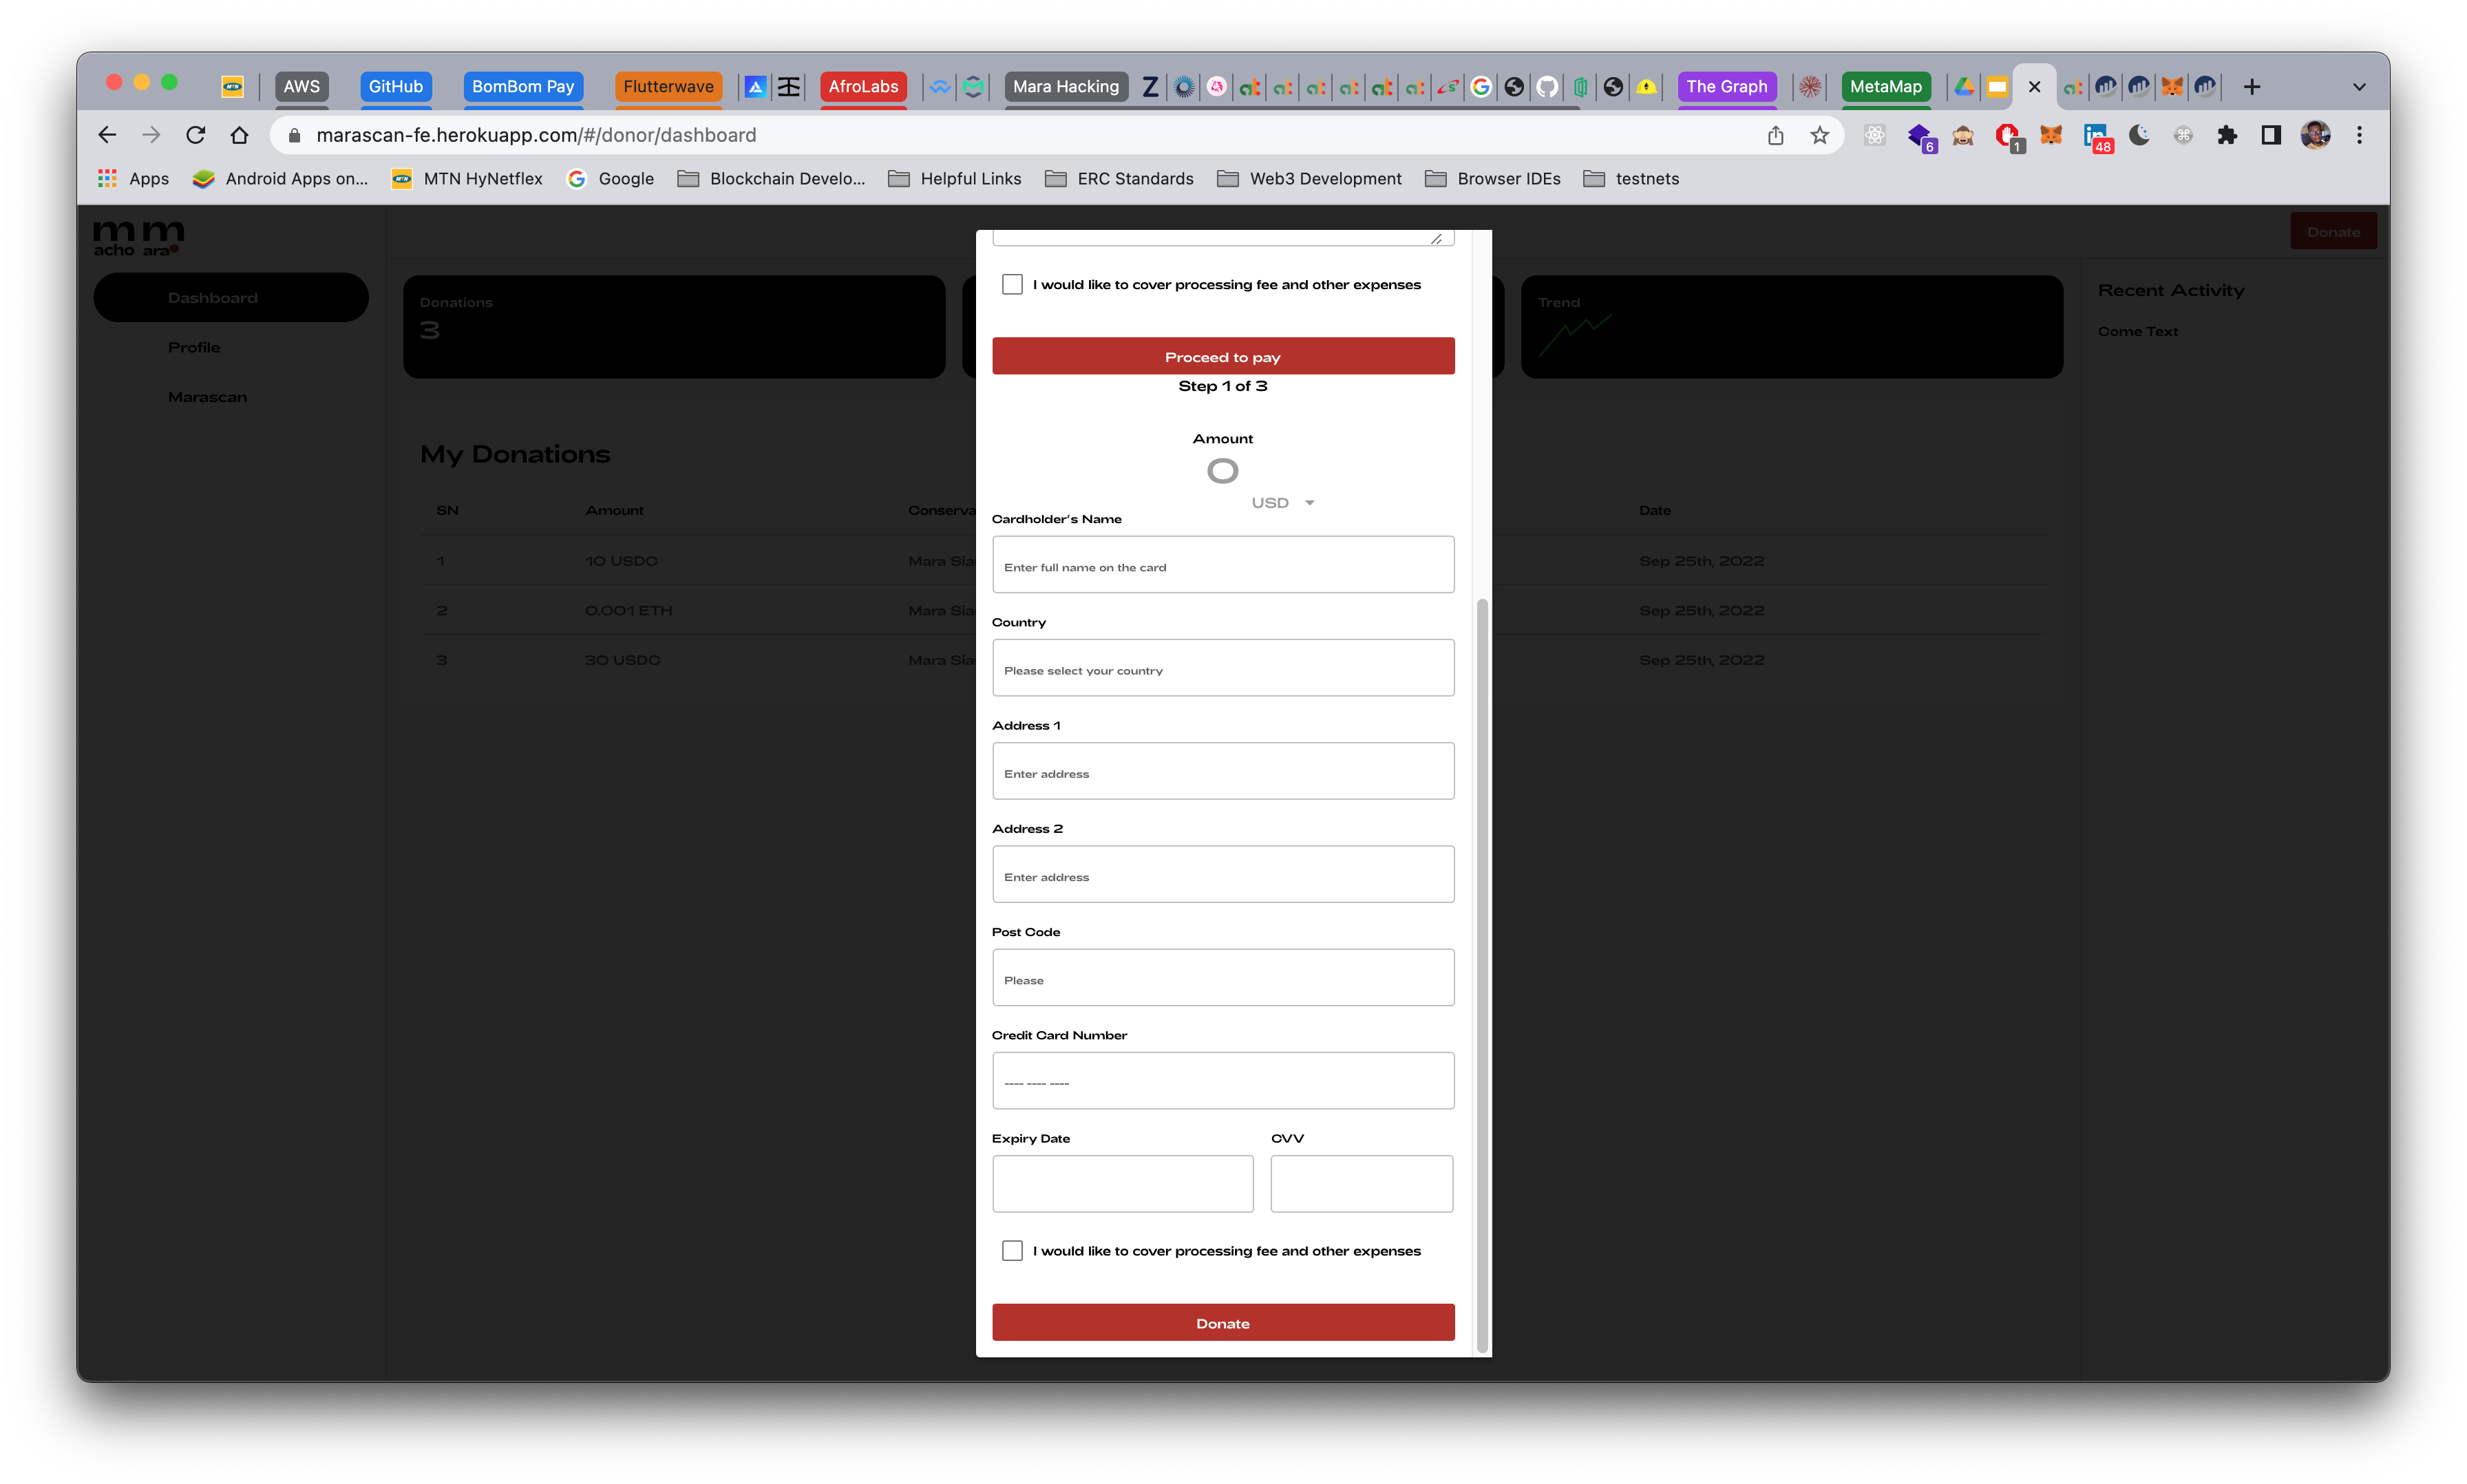 AWS GitHub BomBom Pay Flutterwave AfroLabs Mara Hacking The Graph MetaMap
marascan-fe.herokuapp.com/#/donor/dashboard
6 1 48
Apps Android Apps on... MTN HyNetflex Google Blockchain Develo... Helpful Links ERC Standards Web3 Development Browser IDEs testnets
m m
acho ara
Donate
Dashboard
Profile
Marascan
Donations
3
Trend
Recent Activity
Come Text
My Donations
SN Amount Conserva Date
1 10 USDC Mara Sia Sep 25th, 2022
2 0.001 ETH Mara Sia Sep 25th, 2022
3 30 USDC Mara Sia Sep 25th, 2022
I would like to cover processing fee and other expenses
Proceed to pay
Step 1 of 3
Amount
0
USD
Cardholder's Name
Enter full name on the card
Country
Please select your country
Address 1
Enter address
Address 2
Enter address
Post Code
Please
Credit Card Number
---- ---- ----
Expiry Date CVV
I would like to cover processing fee and other expenses
Donate